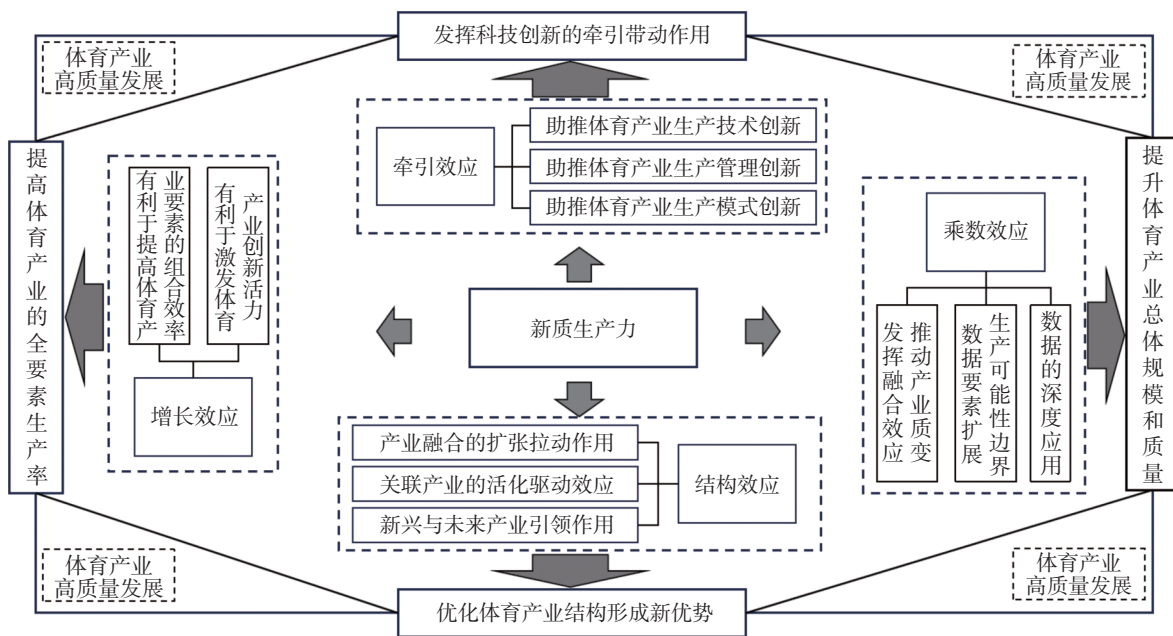 发挥科技创新的牵引带动作用
体育产业
高质量发展
体育产业
高质量发展
牵引效应
助推体育产业生产技术创新
助推体育产业生产管理创新
助推体育产业生产模式创新
提高体育产业的全要素生产率
有利于提高体育产
业要素的组合效率
有利于激发体育
产业创新活力
增长效应
新质生产力
乘数效应
发挥融合效应
推动产业质变
数据要素扩展
生产可能性边界
数据的深度应用
提升体育产业总体规模和质量
产业融合的扩张拉动作用
关联产业的活化驱动效应
新兴与未来产业引领作用
结构效应
体育产业
高质量发展
体育产业
高质量发展
优化体育产业结构形成新优势